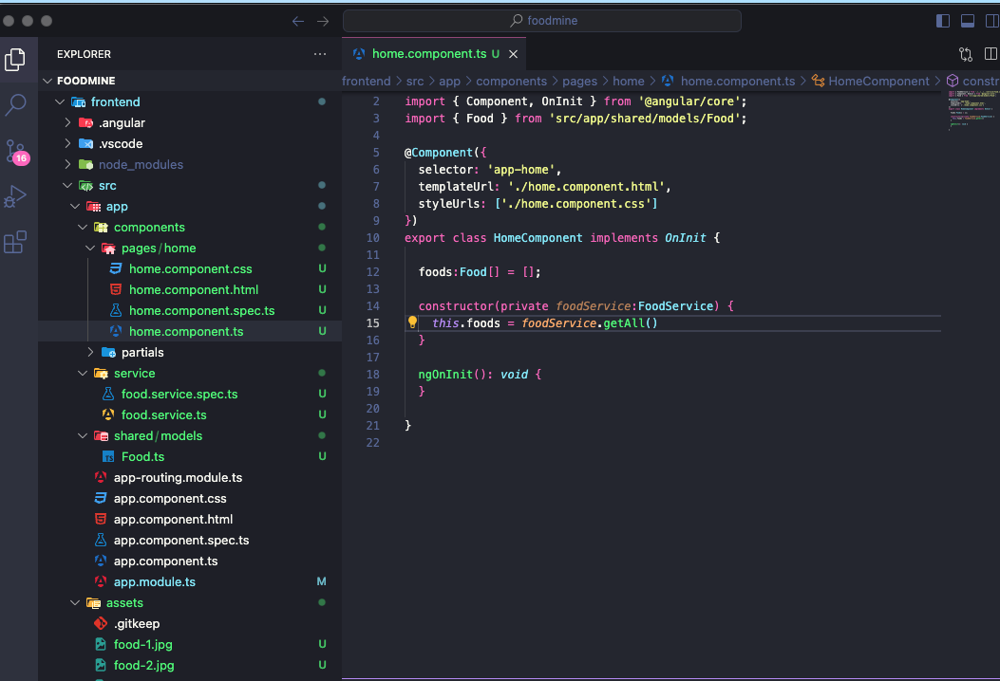 foodmine
EXPLORER
···
home.component.ts U
FOODMINE
frontend > src > app > components > pages > home > home.component.ts > HomeComponent > constr
frontend
.angular
.vscode
16
node_modules
src
app
components
pages/home
home.component.css U
home.component.html U
home.component.spec.ts U
home.component.ts U
partials
service
food.service.spec.ts U
food.service.ts U
shared/models
Food.ts U
app-routing.module.ts
app.component.css
app.component.html
app.component.spec.ts
app.component.ts
app.module.ts M
assets
.gitkeep
food-1.jpg U
food-2.jpg U
2 import { Component, OnInit } from '@angular/core';
3 import { Food } from 'src/app/shared/models/Food';
4
5 @Component({
6 selector: 'app-home',
7 templateUrl: './home.component.html',
8 styleUrls: ['./home.component.css']
9 })
10 export class HomeComponent implements OnInit {
11
12 foods:Food[] = [];
13
14 constructor(private foodService:FoodService) {
15 this.foods = foodService.getAll()
16 }
17
18 ngOnInit(): void {
19 }
20
21 }
22